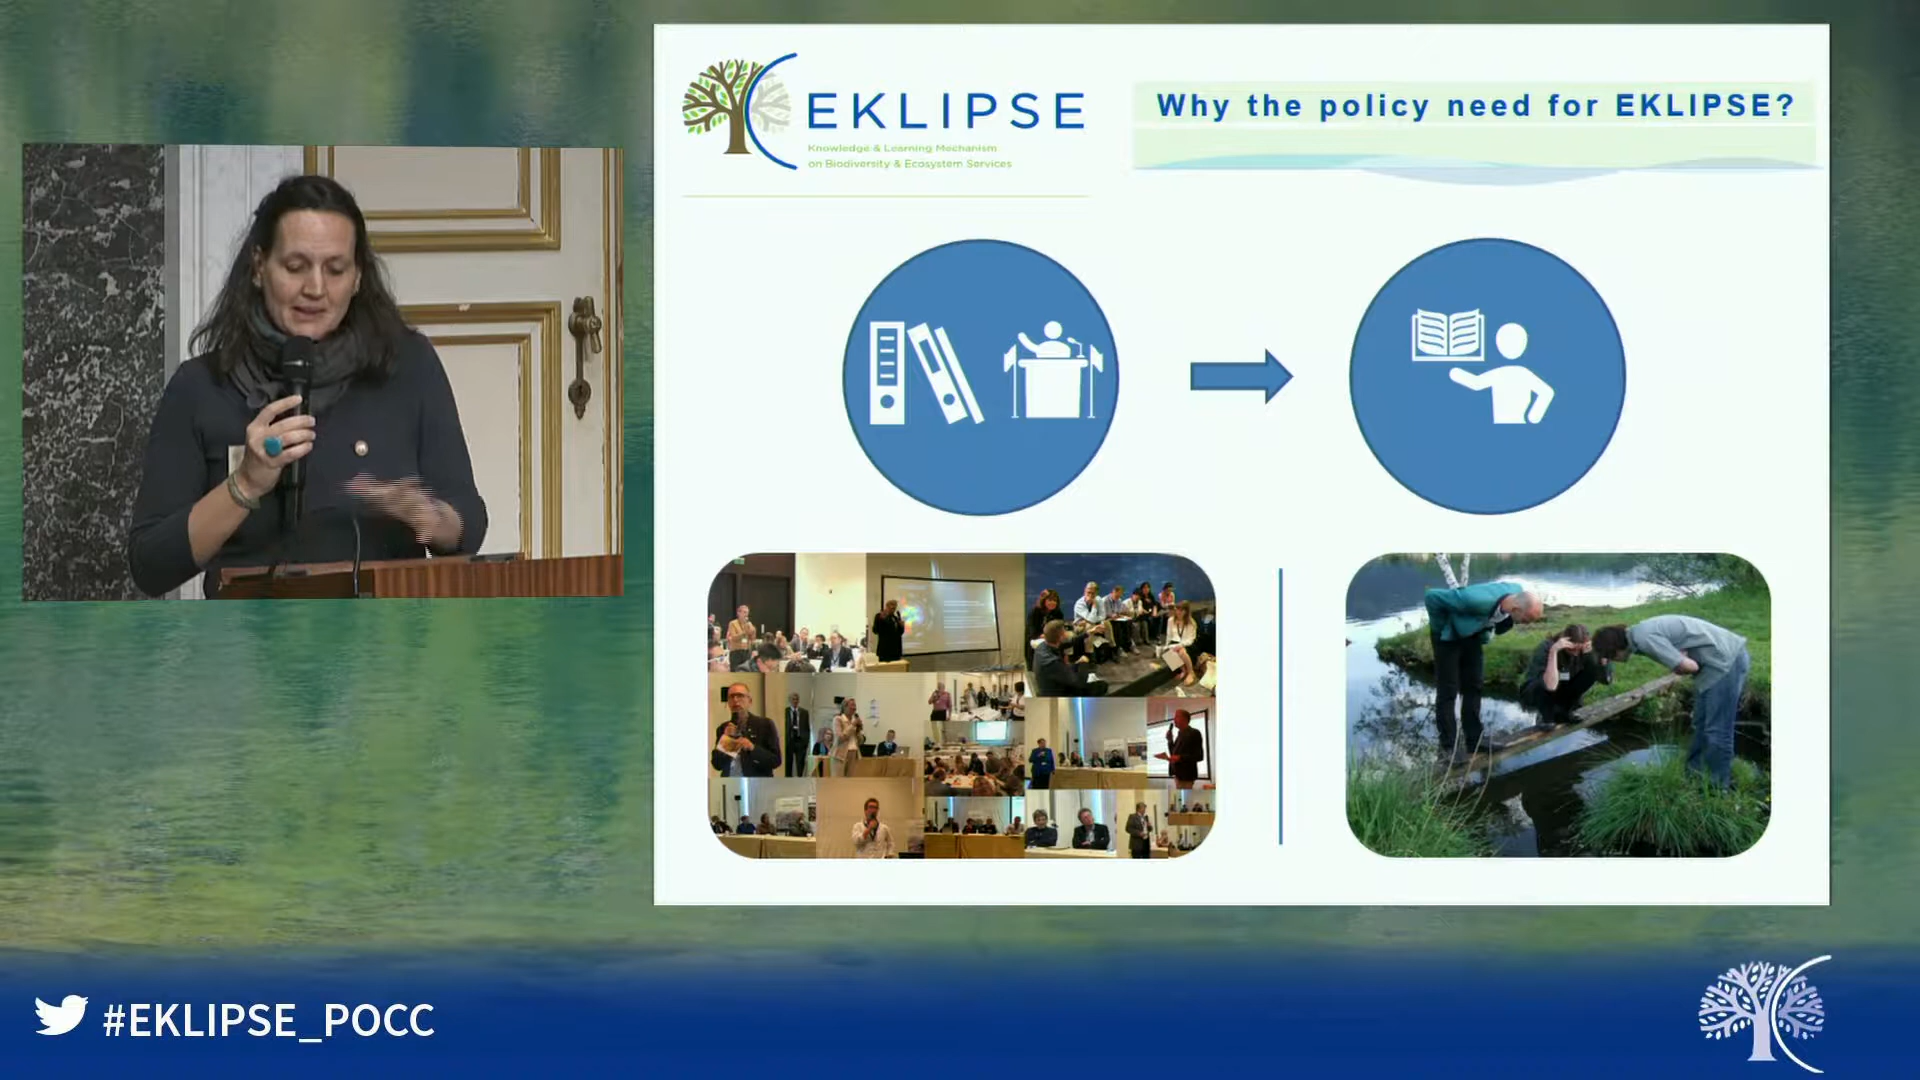 EKLIPSE
Knowledge & Learning Mechanism
on Biodiversity & Ecosystem Services
Why the policy need for EKLIPSE?
#EKLIPSE_POCC